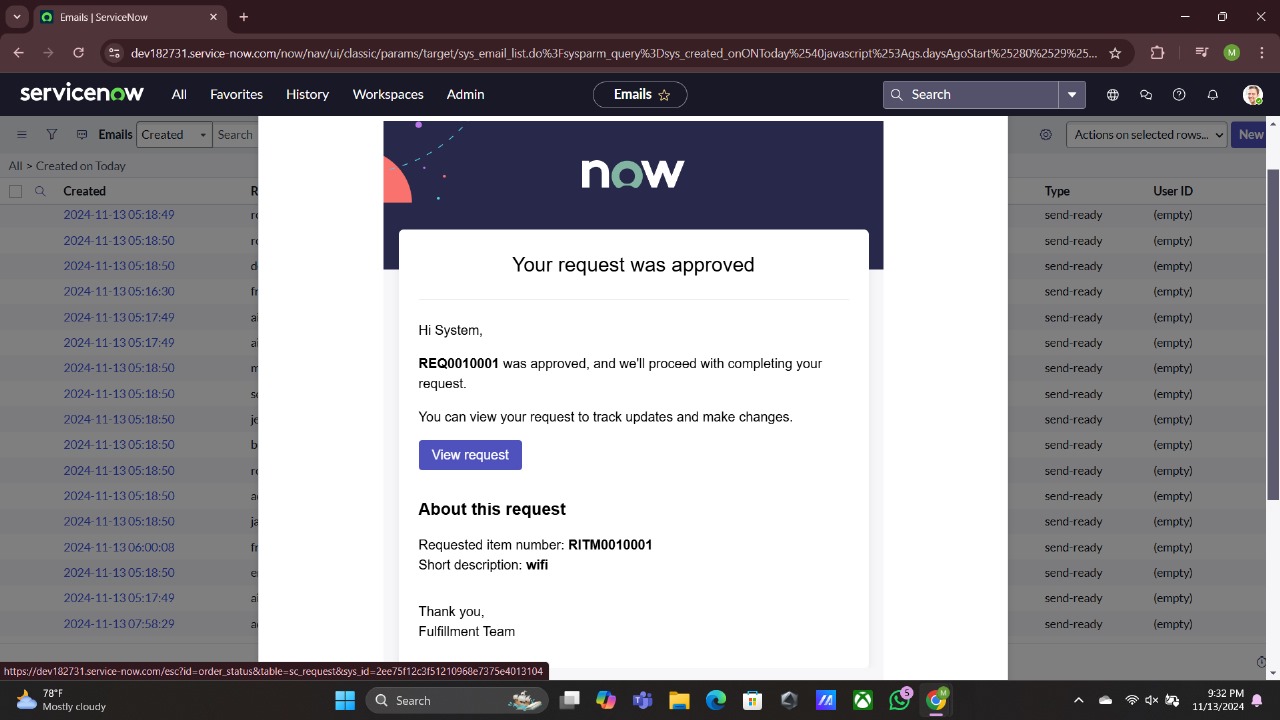 Emails | ServiceNow
dev182731.service-now.com/now/nav/ui/classic/params/target/sys_email_list.do%3Fsysparm_query%3Dsys_created_onONToday%2540javascript%253Ags.daysAgoStart%25280%2529%25...
M
servicenow All Favorites History Workspaces Admin Emails Search
Emails Created Search Actions on selected rows... New
All > Created on Today
Created Type User ID
2024-11-13 05:18:49 send-ready (empty)
2024-11-13 05:18:50 send-ready (empty)
2024-11-13 05:18:50 send-ready (empty)
2024-11-13 05:16:30 send-ready (empty)
2024-11-13 05:17:49 send-ready (empty)
2024-11-13 05:17:49 send-ready (empty)
2024-11-13 05:18:50 send-ready (empty)
2024-11-13 05:18:50 send-ready (empty)
2024-11-13 05:18:50 send-ready (empty)
2024-11-13 05:18:50 send-ready (empty)
2024-11-13 05:18:50 send-ready (empty)
2024-11-13 05:18:50 send-ready (empty)
2024-11-13 05:18:50 send-ready (empty)
2024-11-13 06:00:08 send-ready (empty)
2024-11-13 05:18:50 send-ready (empty)
2024-11-13 05:17:49 send-ready (empty)
2024-11-13 07:58:29 send-ready (empty)
now
Your request was approved
Hi System,
REQ0010001 was approved, and we'll proceed with completing your
request.
You can view your request to track updates and make changes.
View request
About this request
Requested item number: RITM0010001
Short description: wifi
Thank you,
Fulfillment Team
https://dev182731.service-now.com/esc?id=order_status&table=sc_request&sys_id=2ee75f12c3f51210968e7375e4013104
78°F
Mostly cloudy
Search
5
M
9:32 PM
11/13/2024